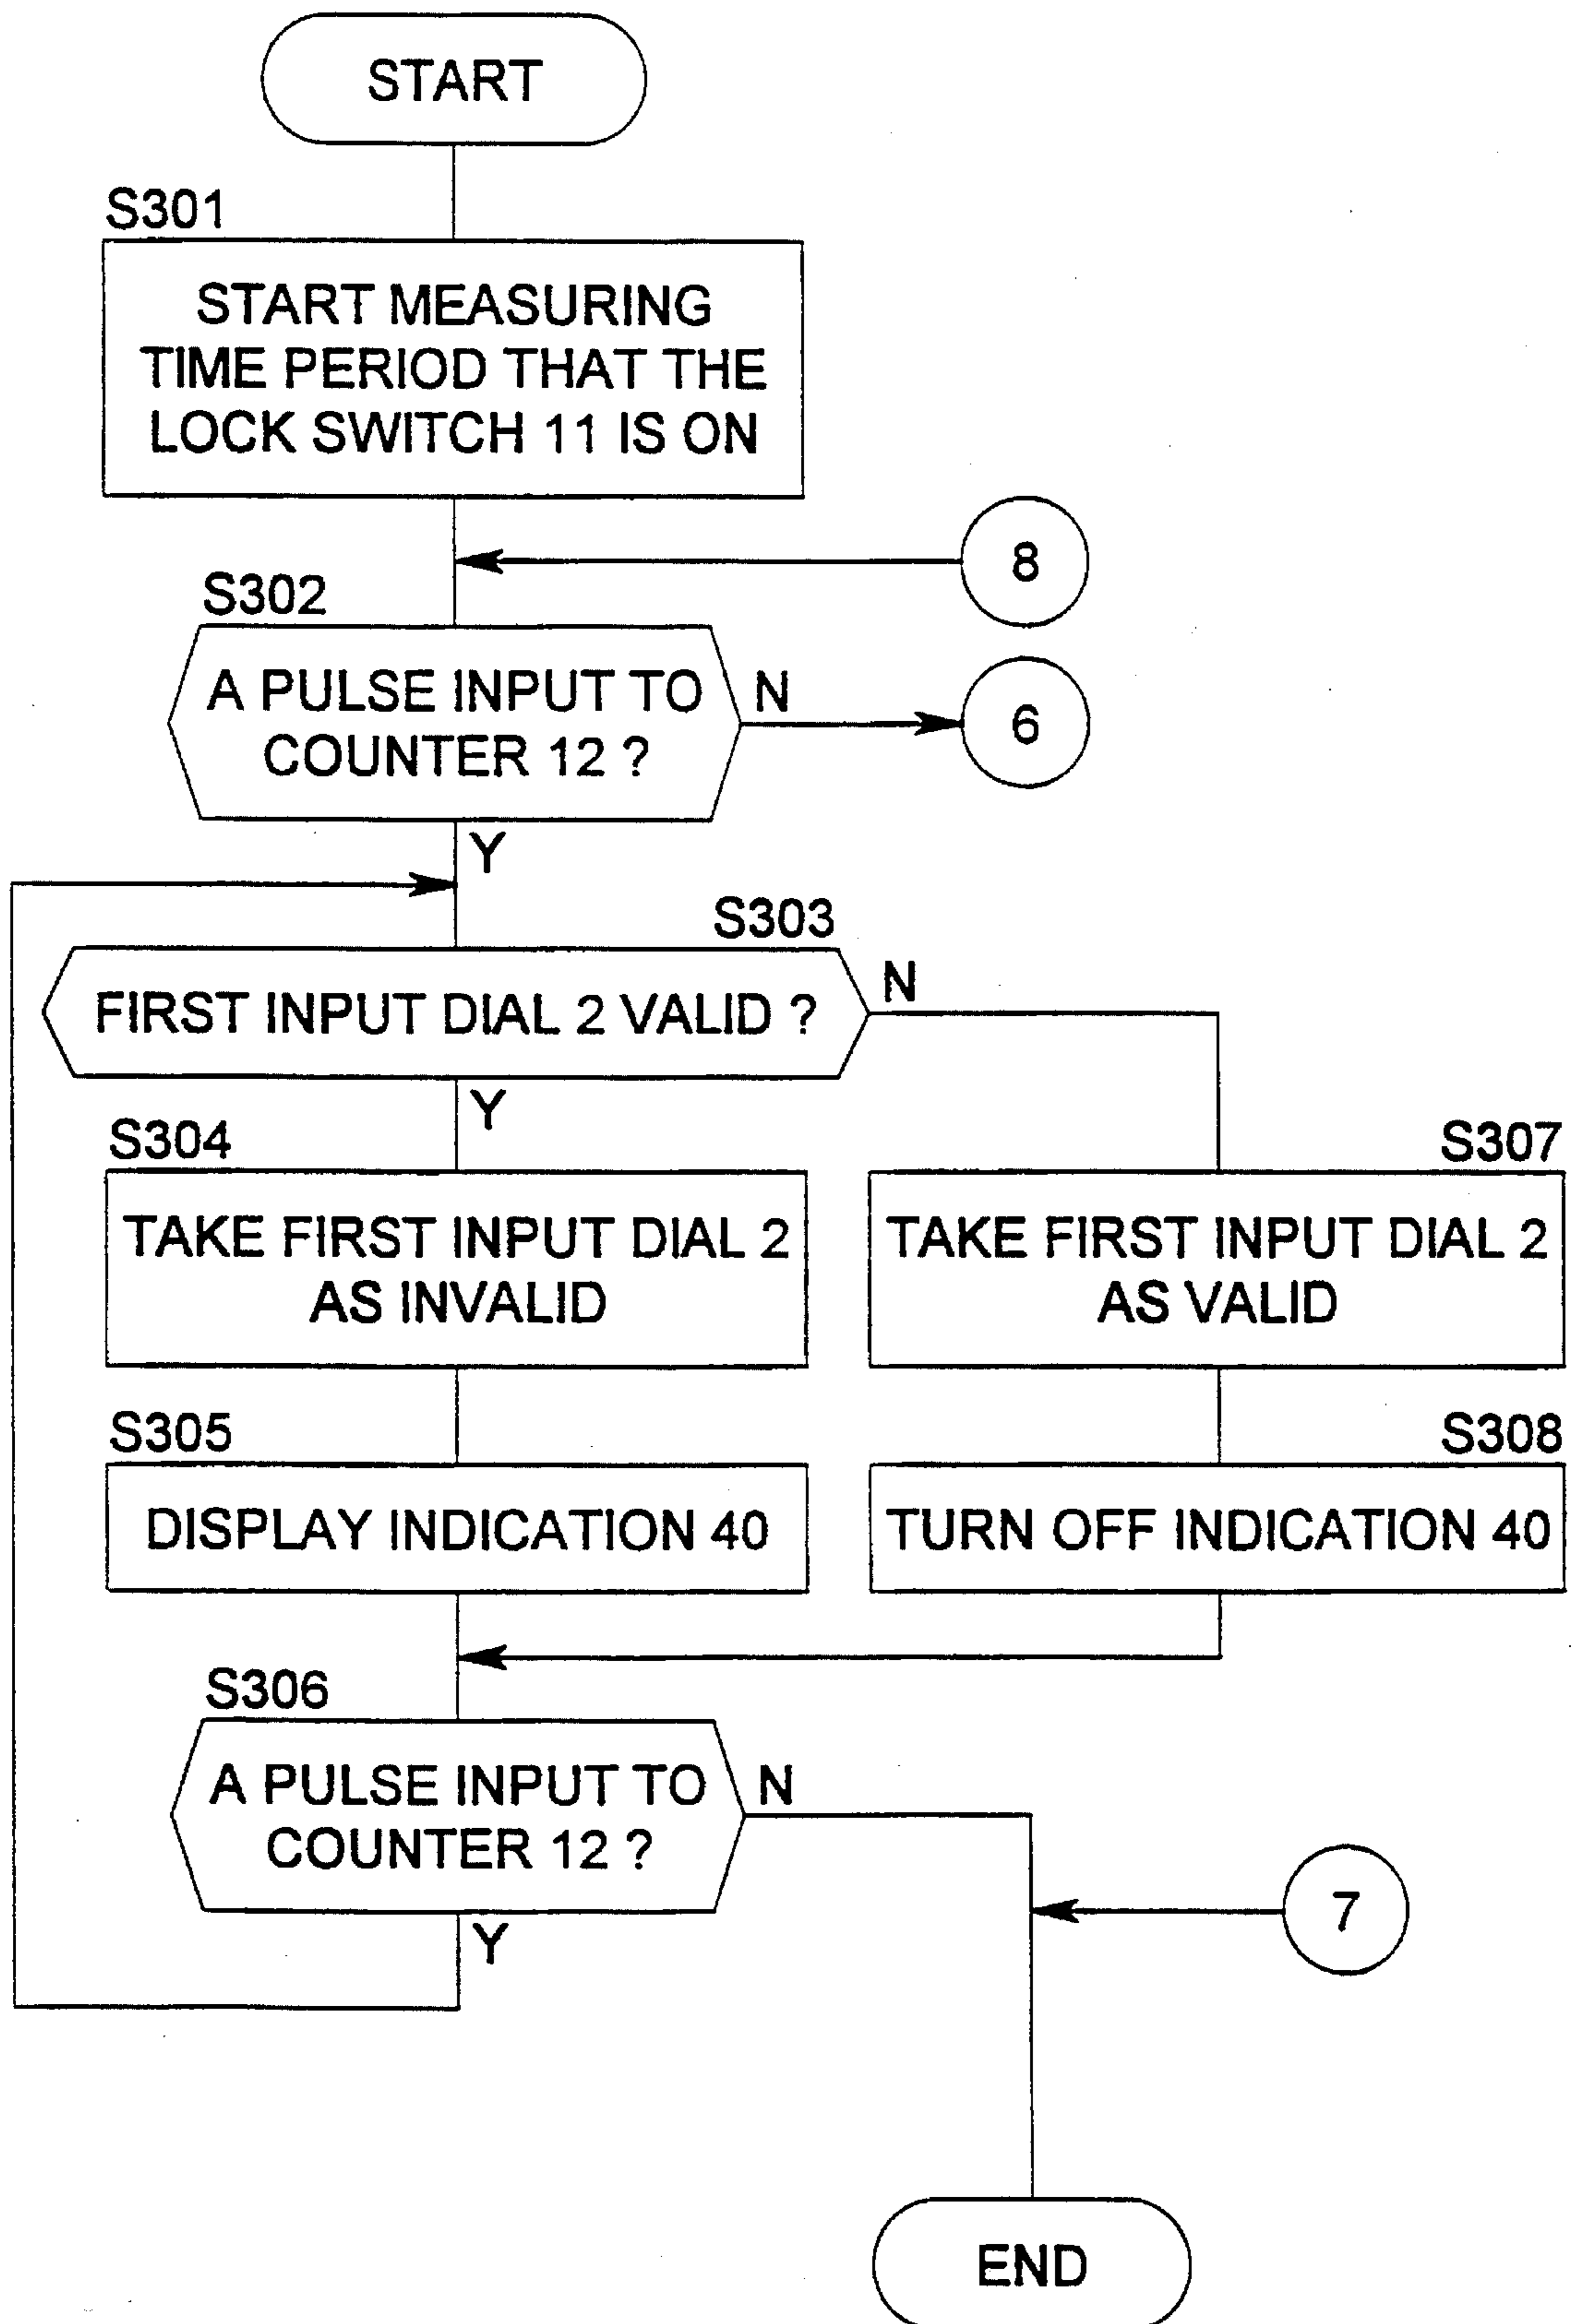 START
S301
START MEASURING
TIME PERIOD THAT THE
LOCK SWITCH 11 IS ON
8
S302
A PULSE INPUT TO
COUNTER 12 ?
N
6
Y
S303
FIRST INPUT DIAL 2 VALID ?
N
Y
S304
TAKE FIRST INPUT DIAL 2
AS INVALID
S307
TAKE FIRST INPUT DIAL 2
AS VALID
S305
DISPLAY INDICATION 40
S308
TURN OFF INDICATION 40
S306
A PULSE INPUT TO
COUNTER 12 ?
N
Y
7
END